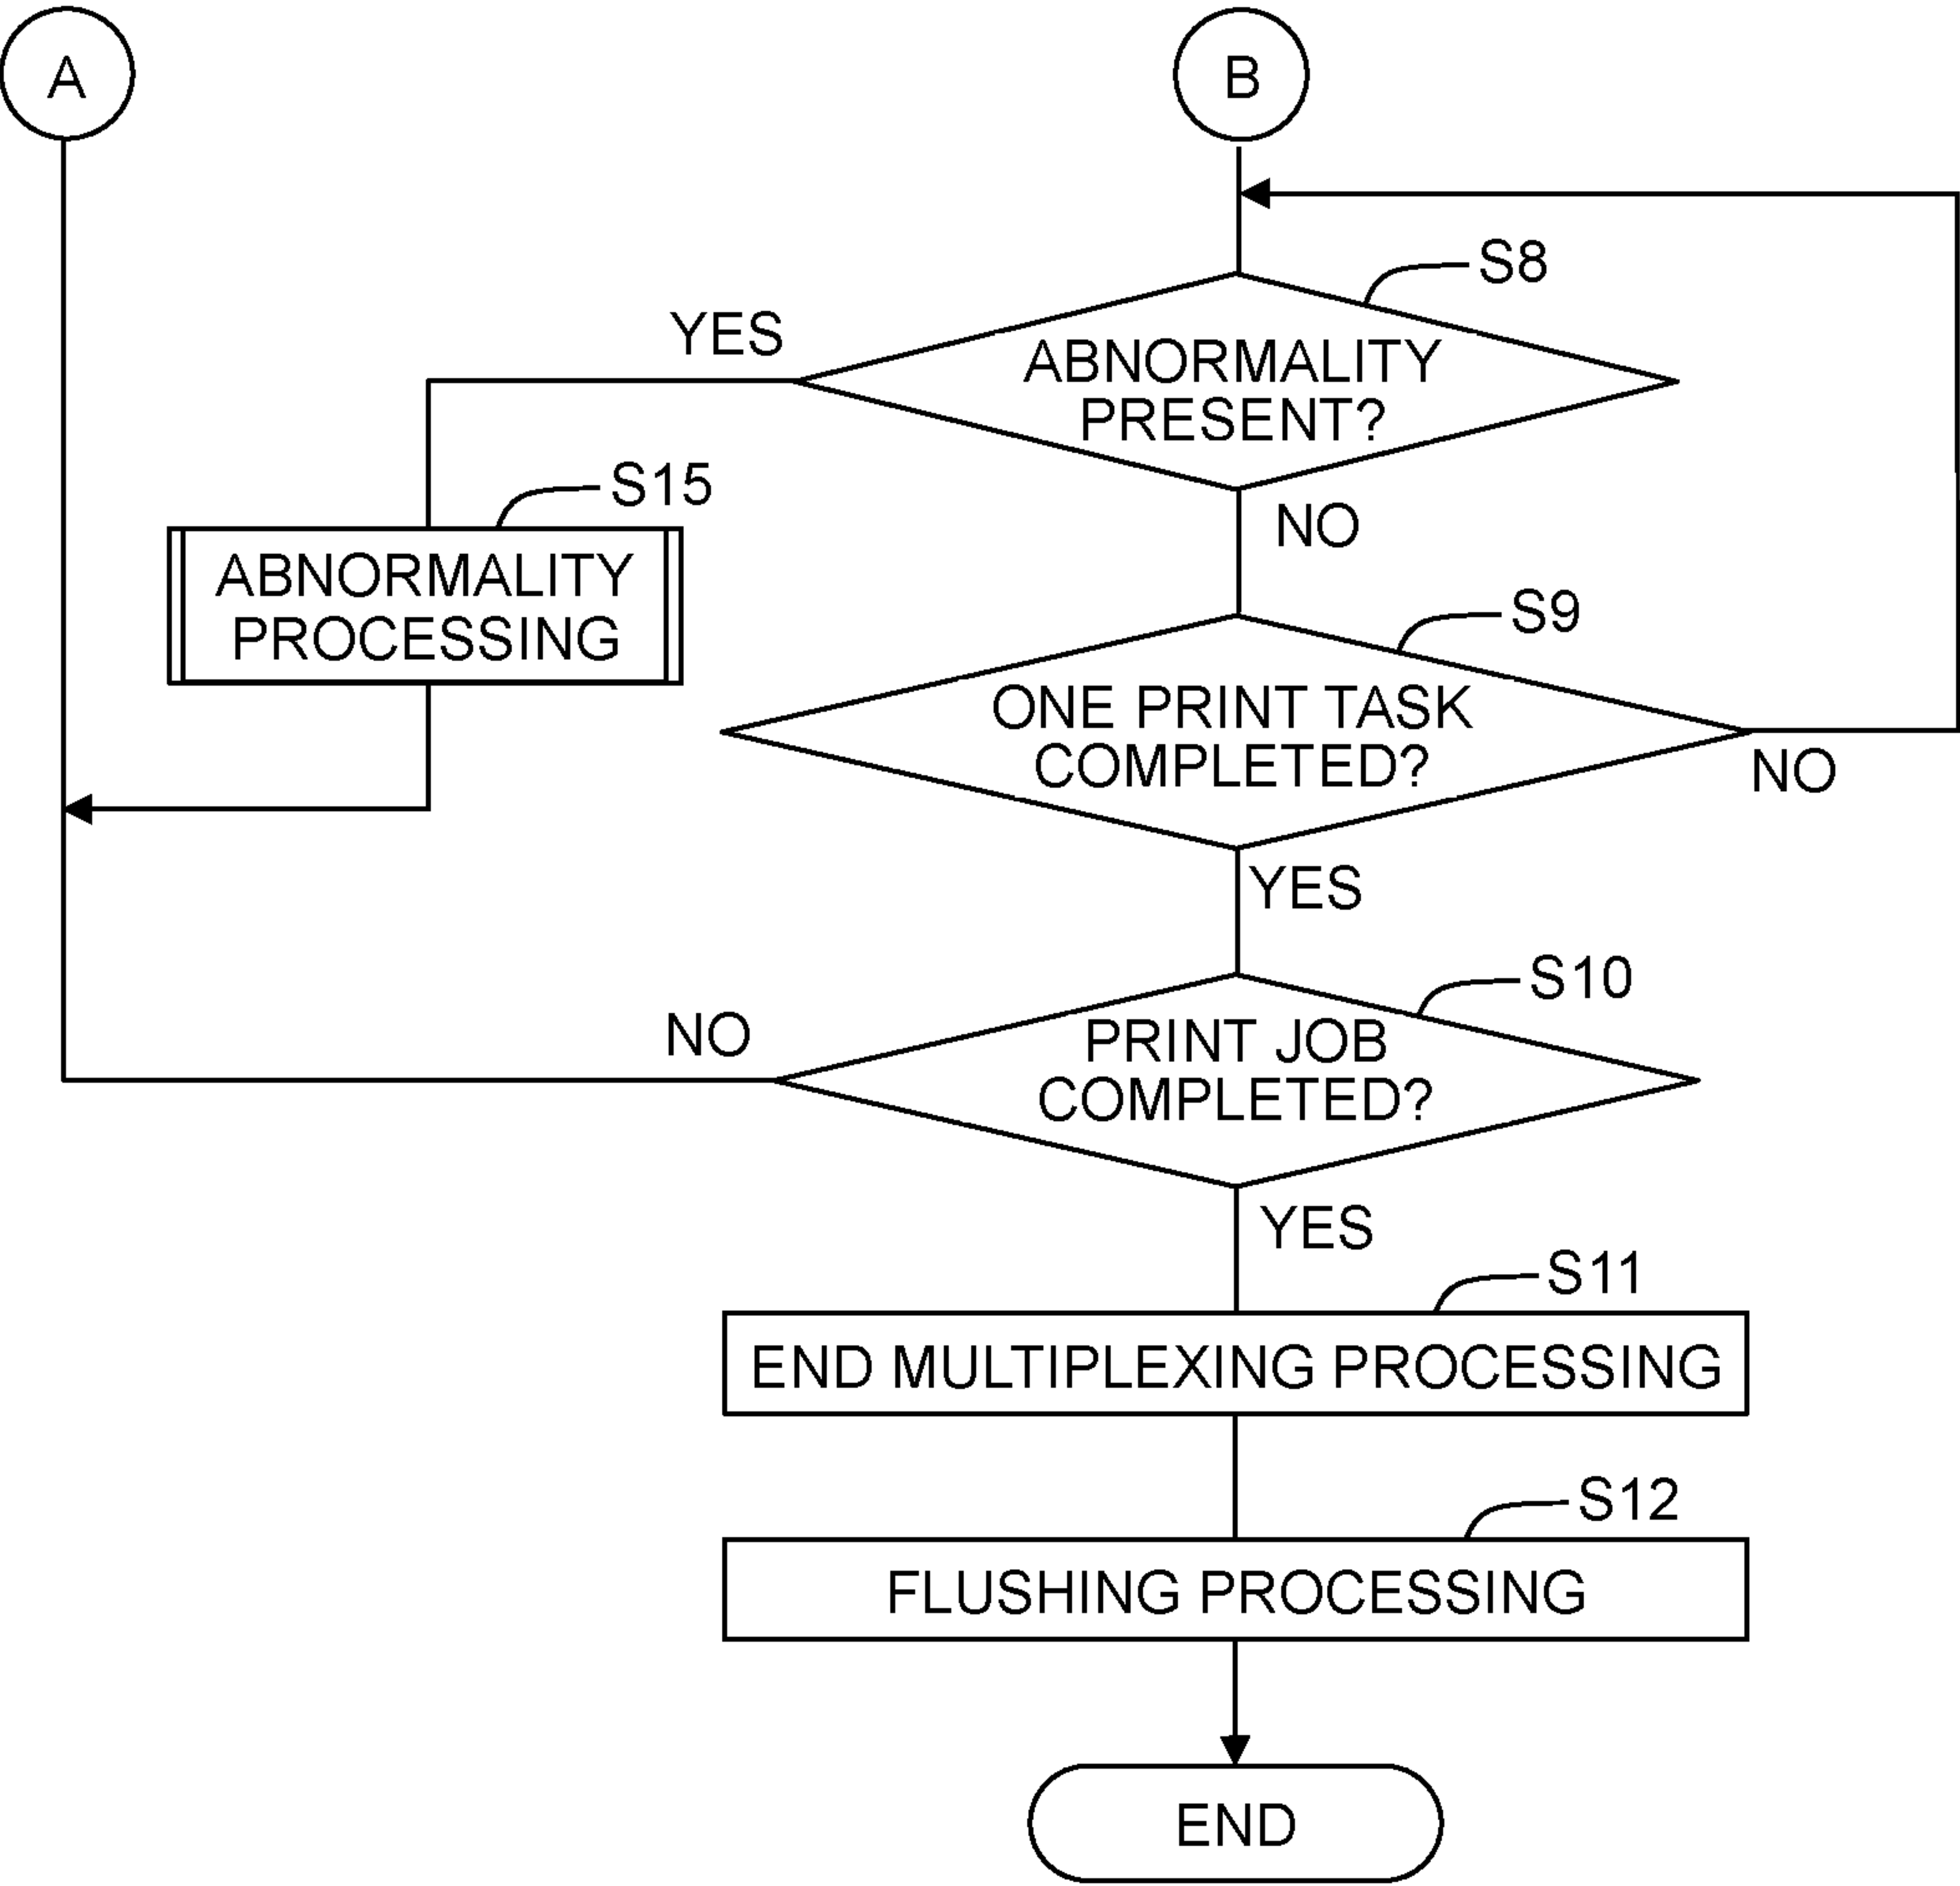 A
B
S8
YES
ABNORMALITY
PRESENT?
S15
NO
ABNORMALITY
PROCESSING
S9
ONE PRINT TASK
COMPLETED?
NO
YES
S10
NO
PRINT JOB
COMPLETED?
YES
S11
END MULTIPLEXING PROCESSING
S12
FLUSHING PROCESSING
END